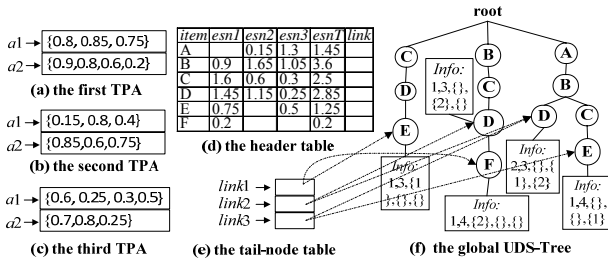 a1 {0.8, 0.85, 0.75}
a2 {0.9,0.8,0.6,0.2}
(a) the first TPA
a1 {0.15, 0.8, 0.4}
a2 {0.85,0.6,0.75}
(b) the second TPA
a1 {0.6, 0.25, 0.3,0.5}
a2 {0.7,0.8,0.25}
(c) the third TPA
item esn1 esn2 esn3 esnT link
A 0.15 1.3 1.45
B 0.9 1.65 1.05 3.6
C 1.6 0.6 0.3 2.5
D 1.45 1.15 0.25 2.85
E 0.75 0.5 1.25
F 0.2 0.2
(d) the header table
link1
link2
link3
(e) the tail-node table
root
C
B
A
D
C
B
E
D
D
C
F
E
Info:
1,3,{},
{2},{}
Info:
1,3,{1
},{},{}
Info:
1,4,{2},{},{}
Info:
2,3,{},{
1},{2}
Info:
1,4,{},
{},{1}
(f) the global UDS-Tree